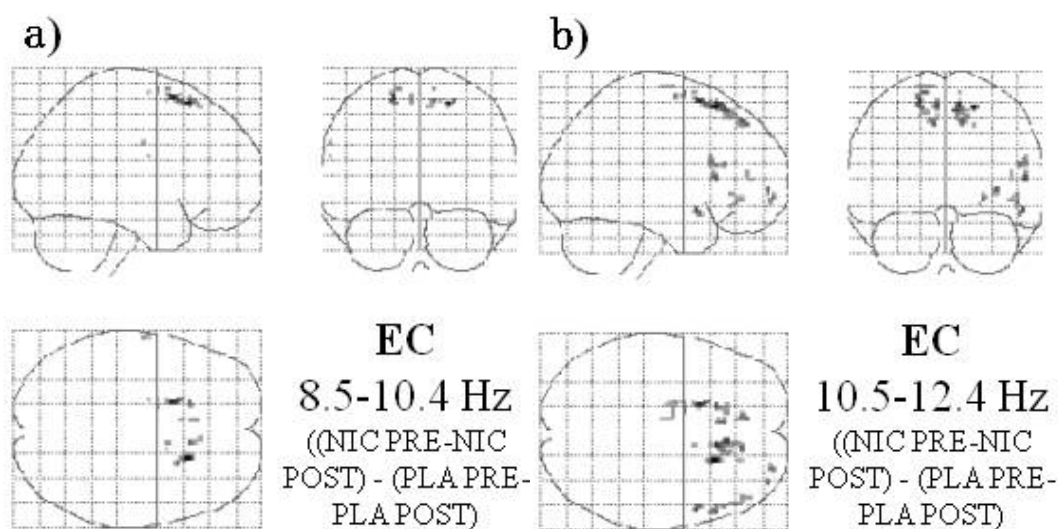 a)
b)
EC
8.5-10.4 Hz
((NIC PRE-NIC
POST) - (PLA PRE-
PLA POST)
EC
10.5-12.4 Hz
((NIC PRE-NIC
POST) - (PLA PRE-
PLA POST)